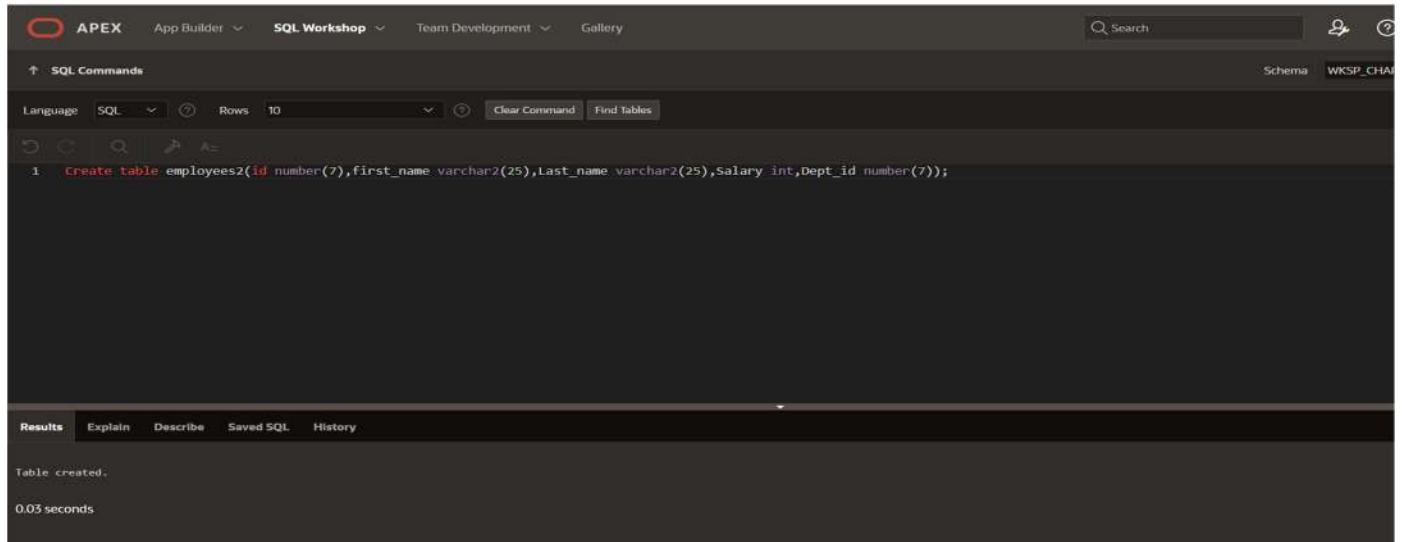 APEX App Builder SQL Workshop Team Development Gallery Search
SQL Commands Schema WKSP_CHAR
Language SQL Rows 10 Clear Command Find Tables
1 Create table employees2(id number(7),first_name varchar2(25),Last_name varchar2(25),Salary int,Dept_id number(7));
Results Explain Describe Saved SQL History
Table created.
0.03 seconds